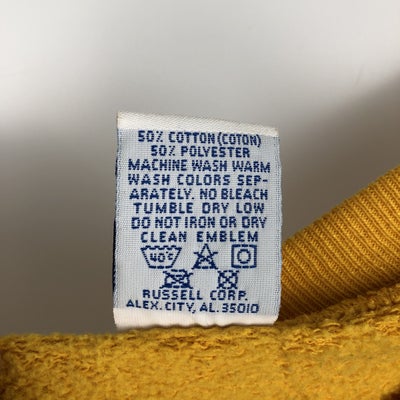 50% COTTON (COTON)
50% POLYESTER
MACHINE WASH WARM
WASH COLORS SEP-
ARATELY. NO BLEACH
TUMBLE DRY LOW
DO NOT IRON OR DRY
CLEAN EMBLEM
40°C
RUSSELL CORP.
ALEX. CITY, AL. 35010